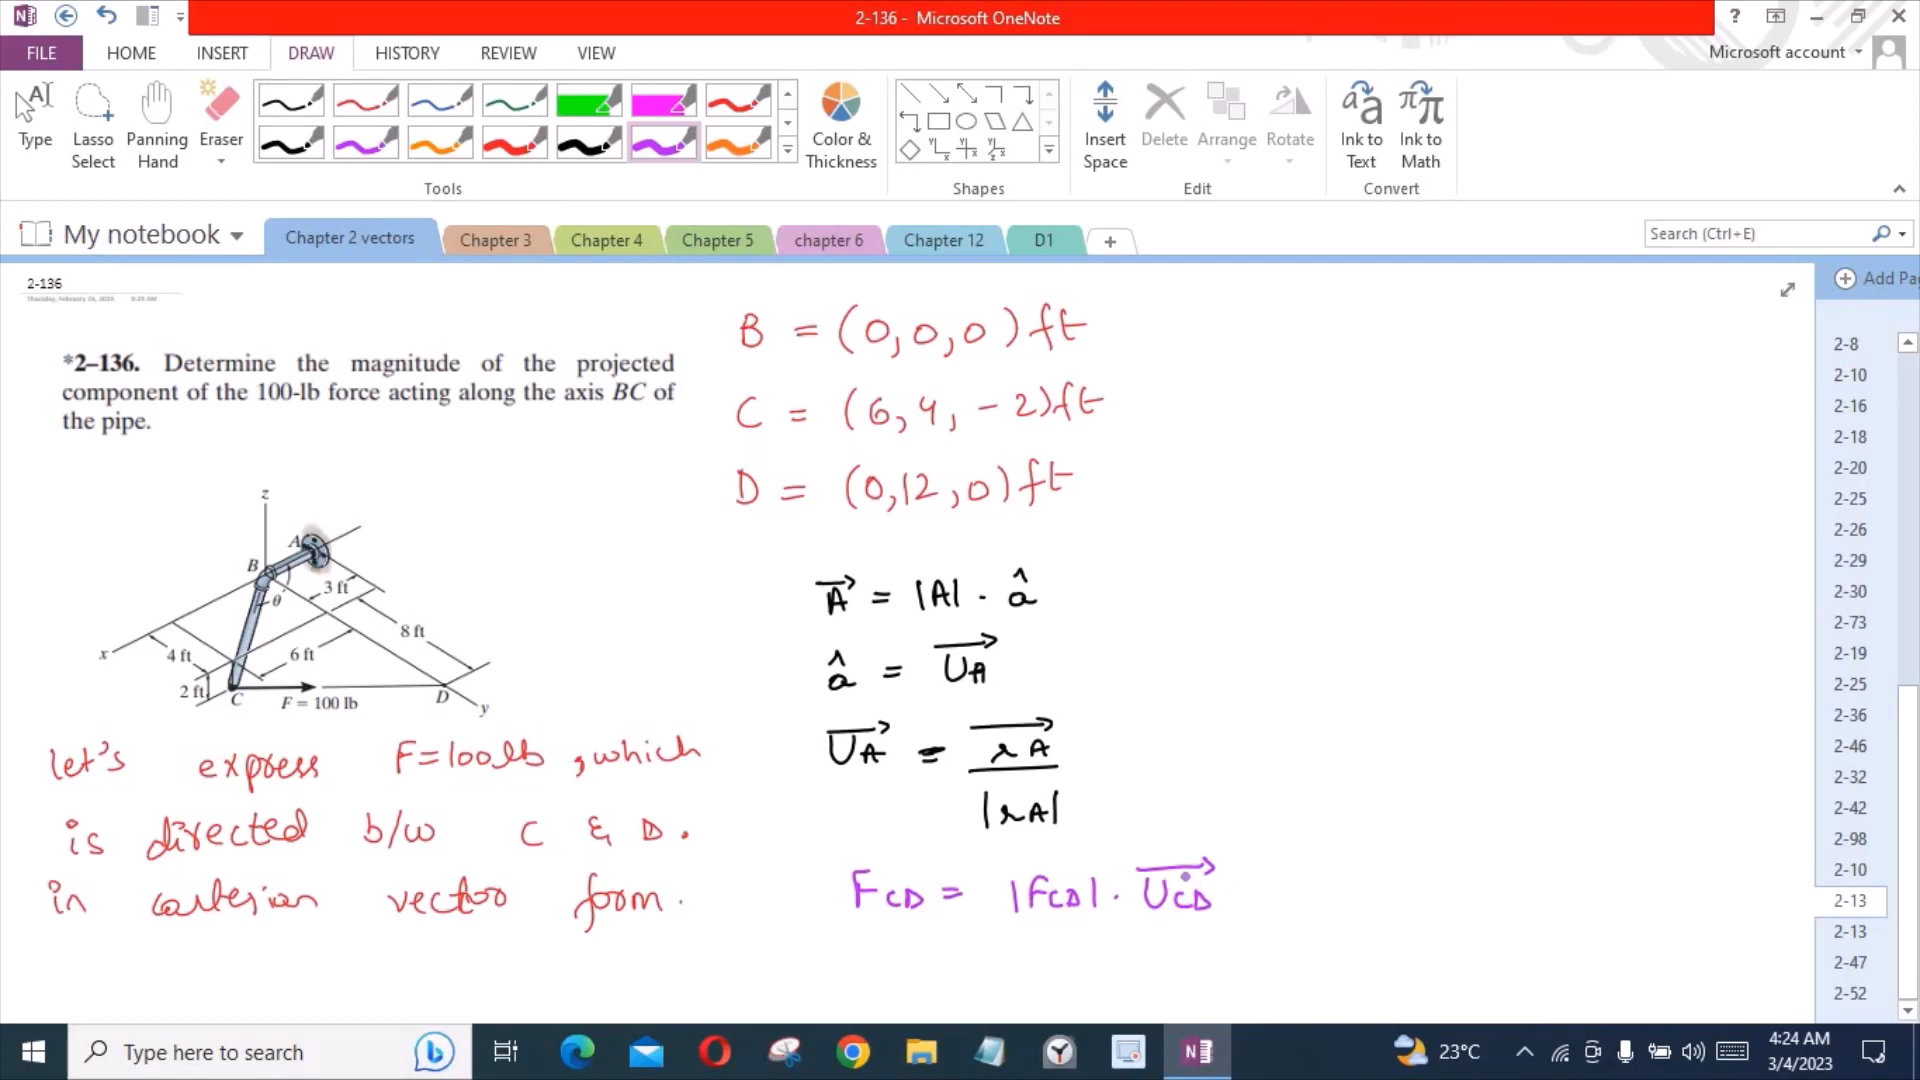 2-136 - Microsoft OneNote
?
FILE HOME INSERT DRAW HISTORY REVIEW VIEW
Microsoft account
Type Lasso Select Panning Hand Eraser
Color & Thickness
Insert Space Delete Arrange Rotate
Ink to Text Ink to Math
Tools Shapes Edit Convert
My notebook
Chapter 2 vectors Chapter 3 Chapter 4 Chapter 5 chapter 6 Chapter 12 D1
Search (Ctrl+E)
2-136
Add Pa
*2–136. Determine the magnitude of the projected
component of the 100-lb force acting along the axis BC of
the pipe.
z
A
B
θ
3 ft
8 ft
x
4 ft
6 ft
2 ft
C
F = 100 lb
D
y
let's express F=100lb, which
is directed b/w C & D.
in cartesian vector form.
B = (0,0,0)ft
C = (6,4,-2)ft
D = (0,12,0)ft
A⃗ = |A| · â
â = U⃗A
U⃗A = r⃗A
|rA|
FCD = |FCD| · U⃗CD
2-8
2-10
2-16
2-18
2-20
2-25
2-26
2-29
2-30
2-73
2-19
2-25
2-36
2-46
2-32
2-42
2-98
2-10
2-13
2-13
2-47
2-52
Type here to search
23°C
4:24 AM
3/4/2023